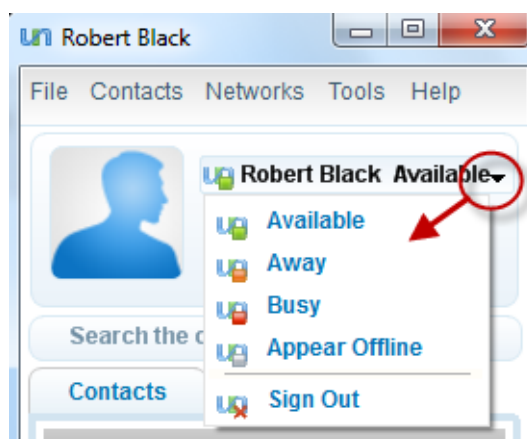 un Robert Black
File Contacts Networks Tools Help
Robert Black Available
Available
Away
Busy
Appear Offline
Search the
Contacts
Sign Out